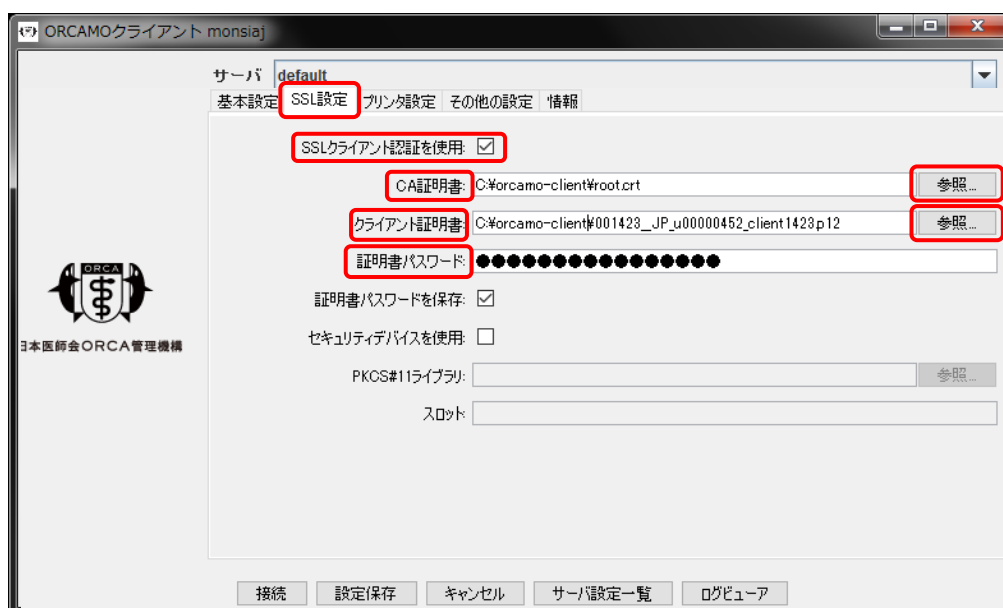 ORCAMOクライアント monsiaj
サーバ default
基本設定 SSL設定 プリンタ設定 その他の設定 情報
SSLクライアント認証を使用:
CA証明書: C:¥orcamo-client¥root.crt 参照...
クライアント証明書: C:¥orcamo-client¥001423__JP_u00000452_client1423.p12 参照...
証明書パスワード: ●●●●●●●●●●●●●●●●
証明書パスワードを保存:
セキュリティデバイスを使用:
PKCS#11ライブラリ: 参照...
スロット:
ORCA
日本医師会ORCA管理機構
接続 設定保存 キャンセル サーバ設定一覧 ログビューア